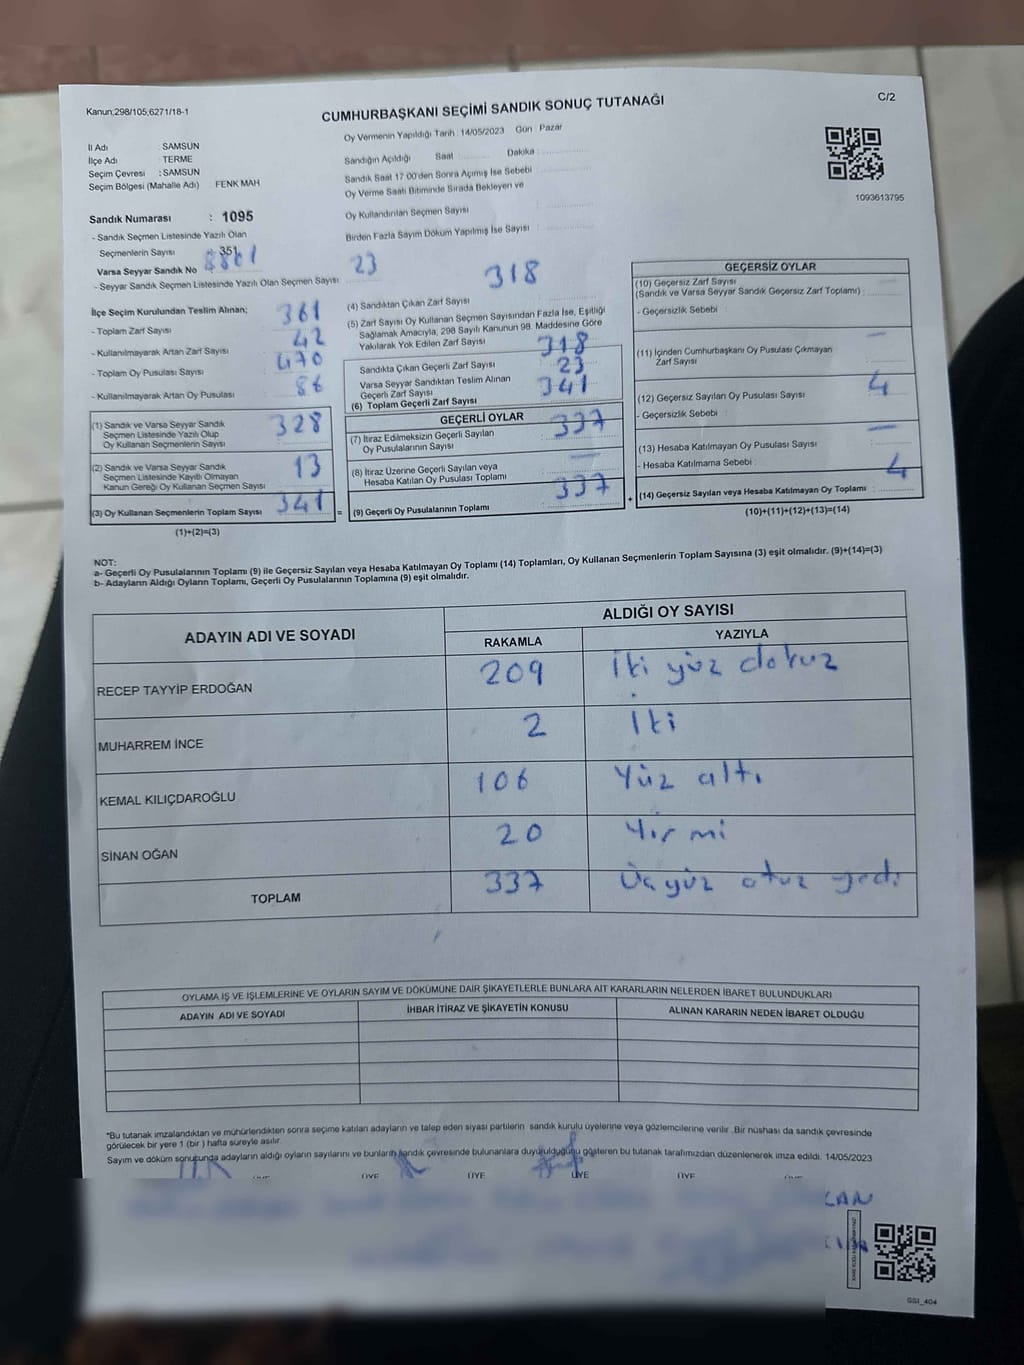 Kanun;298/105,6271/18-1
CUMHURBAŞKANI SEÇİMİ SANDIK SONUÇ TUTANAĞI
C/2
Oy Vermenin Yapıldığı Tarih : 14/05/2023 Gün : Pazar
İl Adı : SAMSUN
İlçe Adı : TERME
Seçim Çevresi : SAMSUN
Seçim Bölgesi (Mahalle Adı) : FENK MAH
Sandığın Açıldığı Saat Dakika :
Sandık Saat 17:00'den Sonra Açımış İse Sebebi
Oy Verme Saati Bitiminde Sırada Bekleyen ve
Oy Kullandırılan Seçmen Sayısı :
Birden Fazla Sayım Döküm Yapılmış İse Sayısı :
1093613795
Sandık Numarası : 1095
- Sandık Seçmen Listesinde Yazılı Olan
Seçmenlerin Sayısı : 351
Varsa Seyyar Sandık No
- Seyyar Sandık Seçmen Listesinde Yazılı Olan Seçmen Sayısı 23
İlçe Seçim Kurulundan Teslim Alınan;
- Toplam Zarf Sayısı 361
- Kullanılmayarak Artan Zarf Sayısı 42
- Toplam Oy Pusulası Sayısı 470
- Kullanılmayarak Artan Oy Pusulası 86
(1) Sandık ve Varsa Seyyar Sandık
Seçmen Listesinde Yazılı Olup
Oy Kullanan Seçmenlerin Sayısı 328
(2) Sandık ve Varsa Seyyar Sandık
Seçmen Listesinde Kayıtlı Olmayan
Kanun Gereği Oy Kullanan Seçmen Sayısı 13
(3) Oy Kullanan Seçmenlerin Toplam Sayısı 341 =
(1)+(2)=(3)
(4) Sandıktan Çıkan Zarf Sayısı 318
(5) Zarf Sayısı Oy Kullanan Seçmen Sayısından Fazla İse, Eşitliği
Sağlamak Amacıyla, 298 Sayılı Kanunun 98. Maddesine Göre
Yakılarak Yok Edilen Zarf Sayısı
Sandıkta Çıkan Geçerli Zarf Sayısı 318
Varsa Seyyar Sandıktan Teslim Alınan
Geçerli Zarf Sayısı 23
(6) Toplam Geçerli Zarf Sayısı 341
GEÇERLİ OYLAR
(7) İtiraz Edilmeksizin Geçerli Sayılan
Oy Pusulalarının Sayısı 337
(8) İtiraz Üzerine Geçerli Sayılan veya
Hesaba Katılan Oy Pusulası Toplamı —
(9) Geçerli Oy Pusulalarının Toplamı 337 +
GEÇERSİZ OYLAR
(10) Geçersiz Zarf Sayısı
(Sandık ve Varsa Seyyar Sandık Geçersiz Zarf Toplamı) :
- Geçersizlik Sebebi :
(11) İçinden Cumhurbaşkanı Oy Pusulası Çıkmayan
Zarf Sayısı —
(12) Geçersiz Sayılan Oy Pusulası Sayısı 4
- Geçersizlik Sebebi :
(13) Hesaba Katılmayan Oy Pusulası Sayısı —
- Hesaba Katılmama Sebebi :
(14) Geçersiz Sayılan veya Hesaba Katılmayan Oy Toplamı : 4
(10)+(11)+(12)+(13)=(14)
NOT:
a- Geçerli Oy Pusulalarının Toplamı (9) ile Geçersiz Sayılan veya Hesaba Katılmayan Oy Toplamı (14) Toplamları, Oy Kullanan Seçmenlerin Toplam Sayısına (3) eşit olmalıdır. (9)+(14)=(3)
b- Adayların Aldığı Oyların Toplamı, Geçerli Oy Pusulalarının Toplamına (9) eşit olmalıdır.
ADAYIN ADI VE SOYADI ALDIĞI OY SAYISI
RAKAMLA YAZIYLA
RECEP TAYYİP ERDOĞAN 209 İki yüz dokuz
MUHARREM İNCE 2 İki
KEMAL KILIÇDAROĞLU 106 Yüz altı
SİNAN OĞAN 20 Yirmi
TOPLAM 337 Üçyüz otuz yedi
OYLAMA İŞ VE İŞLEMLERİNE VE OYLARIN SAYIM VE DÖKÜMÜNE DAİR ŞİKAYETLERLE BUNLARA AİT KARARLARIN NELERDEN İBARET BULUNDUKLARI
ADAYIN ADI VE SOYADI İHBAR İTİRAZ VE ŞİKAYETİN KONUSU ALINAN KARARIN NEDEN İBARET OLDUĞU
*Bu tutanak imzalandıktan ve mühürlendikten sonra seçime katılan adayların ve talep eden siyasi partilerin sandık kurulu üyelerine veya gözlemcilerine verilir. Bir nüshası da sandık çevresinde
görülecek bir yere 1 (bir ) hafta süreyle asılır.
Sayım ve döküm sonucunda adayların aldığı oyların sayılarını ve bunların sandık çevresinde bulunanlara duyurulduğunu gösteren bu tutanak tarafımızdan düzenlenerek imza edildi. 14/05/2023
ÜYE ÜYE ÜYE ÜYE ÜYE
GSI_404